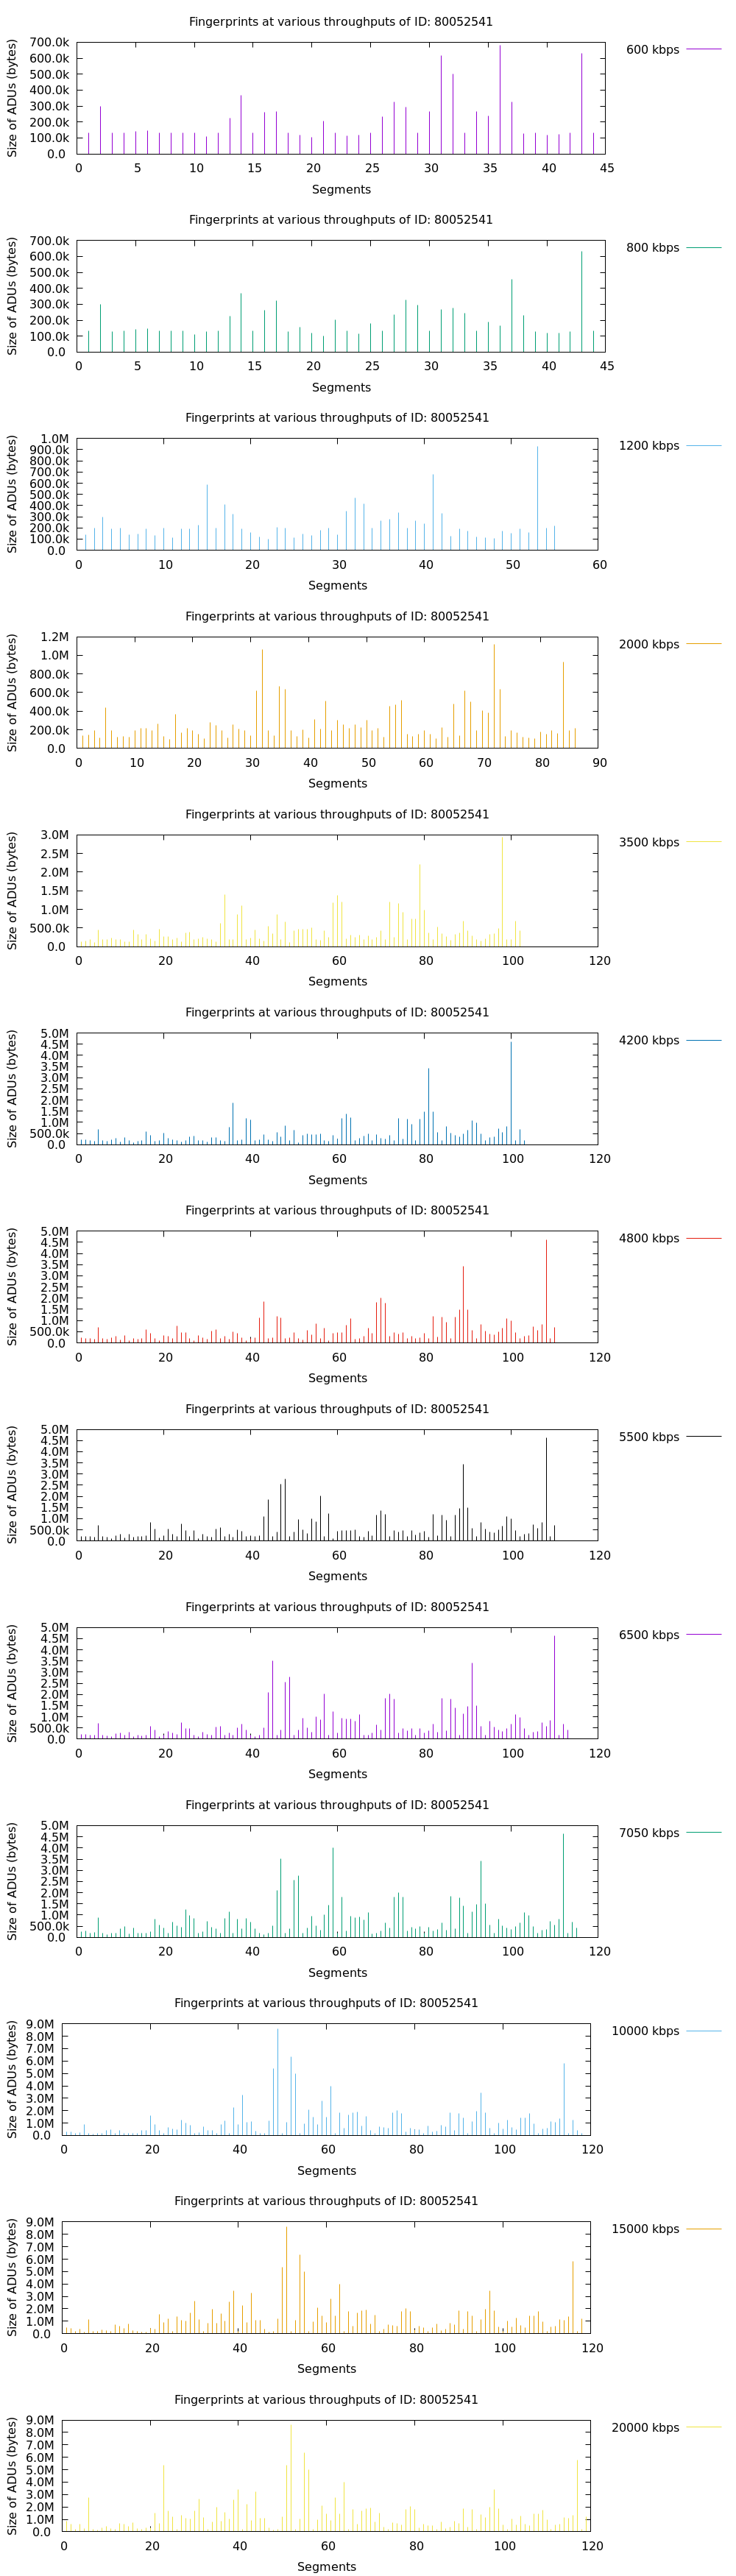 Fingerprints at various throughputs of ID: 80052541
700.0k
600.0k
500.0k
400.0k
300.0k
200.0k
100.0k
0.0
Size of ADUs (bytes)
600 kbps
0 5 10 15 20 25 30 35 40 45
Segments
Fingerprints at various throughputs of ID: 80052541
700.0k
600.0k
500.0k
400.0k
300.0k
200.0k
100.0k
0.0
Size of ADUs (bytes)
800 kbps
0 5 10 15 20 25 30 35 40 45
Segments
Fingerprints at various throughputs of ID: 80052541
1.0M
900.0k
800.0k
700.0k
600.0k
500.0k
400.0k
300.0k
200.0k
100.0k
0.0
Size of ADUs (bytes)
1200 kbps
0 10 20 30 40 50 60
Segments
Fingerprints at various throughputs of ID: 80052541
1.2M
1.0M
800.0k
600.0k
400.0k
200.0k
0.0
Size of ADUs (bytes)
2000 kbps
0 10 20 30 40 50 60 70 80 90
Segments
Fingerprints at various throughputs of ID: 80052541
3.0M
2.5M
2.0M
1.5M
1.0M
500.0k
0.0
Size of ADUs (bytes)
3500 kbps
0 20 40 60 80 100 120
Segments
Fingerprints at various throughputs of ID: 80052541
5.0M
4.5M
4.0M
3.5M
3.0M
2.5M
2.0M
1.5M
1.0M
500.0k
0.0
Size of ADUs (bytes)
4200 kbps
0 20 40 60 80 100 120
Segments
Fingerprints at various throughputs of ID: 80052541
5.0M
4.5M
4.0M
3.5M
3.0M
2.5M
2.0M
1.5M
1.0M
500.0k
0.0
Size of ADUs (bytes)
4800 kbps
0 20 40 60 80 100 120
Segments
Fingerprints at various throughputs of ID: 80052541
5.0M
4.5M
4.0M
3.5M
3.0M
2.5M
2.0M
1.5M
1.0M
500.0k
0.0
Size of ADUs (bytes)
5500 kbps
0 20 40 60 80 100 120
Segments
Fingerprints at various throughputs of ID: 80052541
5.0M
4.5M
4.0M
3.5M
3.0M
2.5M
2.0M
1.5M
1.0M
500.0k
0.0
Size of ADUs (bytes)
6500 kbps
0 20 40 60 80 100 120
Segments
Fingerprints at various throughputs of ID: 80052541
5.0M
4.5M
4.0M
3.5M
3.0M
2.5M
2.0M
1.5M
1.0M
500.0k
0.0
Size of ADUs (bytes)
7050 kbps
0 20 40 60 80 100 120
Segments
Fingerprints at various throughputs of ID: 80052541
9.0M
8.0M
7.0M
6.0M
5.0M
4.0M
3.0M
2.0M
1.0M
0.0
Size of ADUs (bytes)
10000 kbps
0 20 40 60 80 100 120
Segments
Fingerprints at various throughputs of ID: 80052541
9.0M
8.0M
7.0M
6.0M
5.0M
4.0M
3.0M
2.0M
1.0M
0.0
Size of ADUs (bytes)
15000 kbps
0 20 40 60 80 100 120
Segments
Fingerprints at various throughputs of ID: 80052541
9.0M
8.0M
7.0M
6.0M
5.0M
4.0M
3.0M
2.0M
1.0M
0.0
Size of ADUs (bytes)
20000 kbps
0 20 40 60 80 100 120
Segments